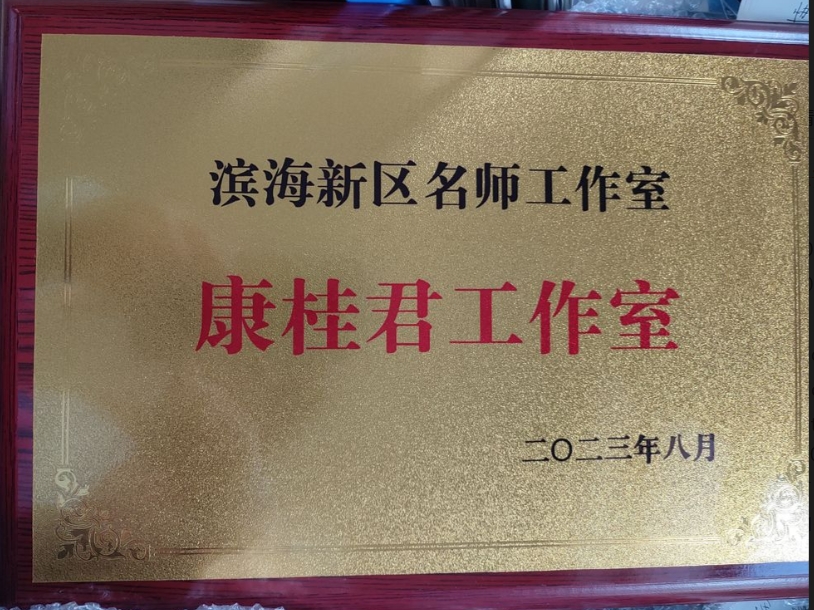 滨海新区名师工作室
康桂君工作室
二〇二三年八月